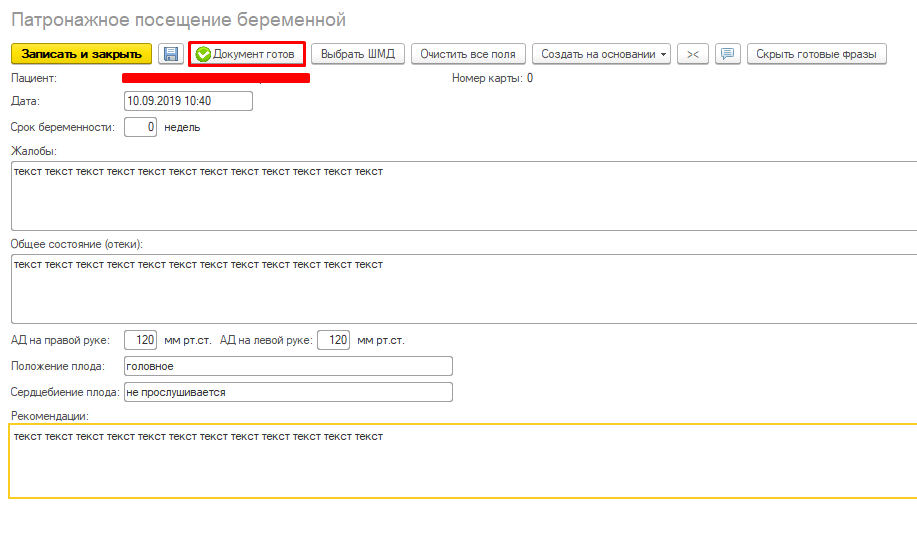 Патронажное посещение беременной
Записать и закрыть Документ готов Выбрать ШМД Очистить все поля Создать на основании >< Скрыть готовые фразы
Пациент: Номер карты: 0
Дата: 10.09.2019 10:40
Срок беременности: 0 недель
Жалобы:
текст текст текст текст текст текст текст текст текст текст текст текст
Общее состояние (отеки):
текст текст текст текст текст текст текст текст текст текст текст текст
АД на правой руке: 120 мм рт.ст. АД на левой руке: 120 мм рт.ст.
Положение плода: головное
Сердцебиение плода: не прослушивается
Рекомендации:
текст текст текст текст текст текст текст текст текст текст текст текст